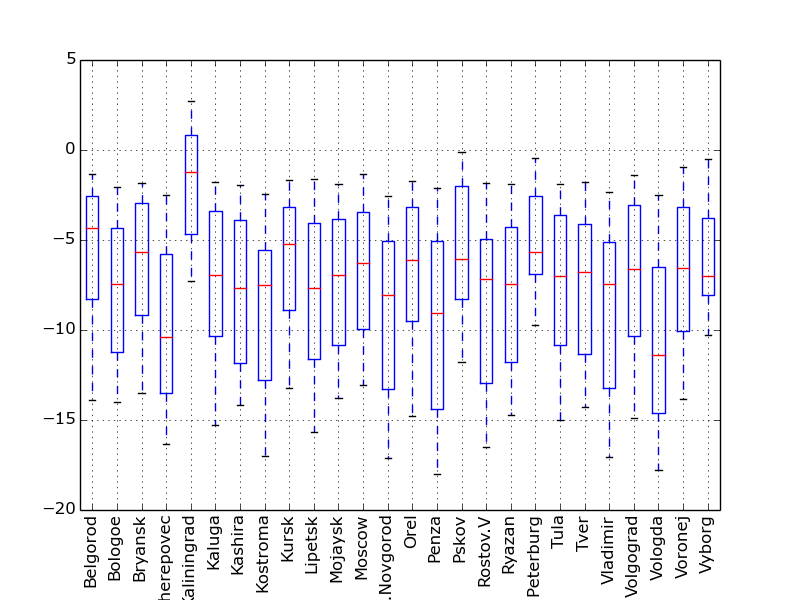 5
0
−5
−10
−15
−20
Belgorod
Bologoe
Bryansk
herepovec
Kaliningrad
Kaluga
Kashira
Kostroma
Kursk
Lipetsk
Mojaysk
Moscow
.Novgorod
Orel
Penza
Pskov
Rostov.V
Ryazan
Peterburg
Tula
Tver
Vladimir
Volgograd
Vologda
Voronej
Vyborg